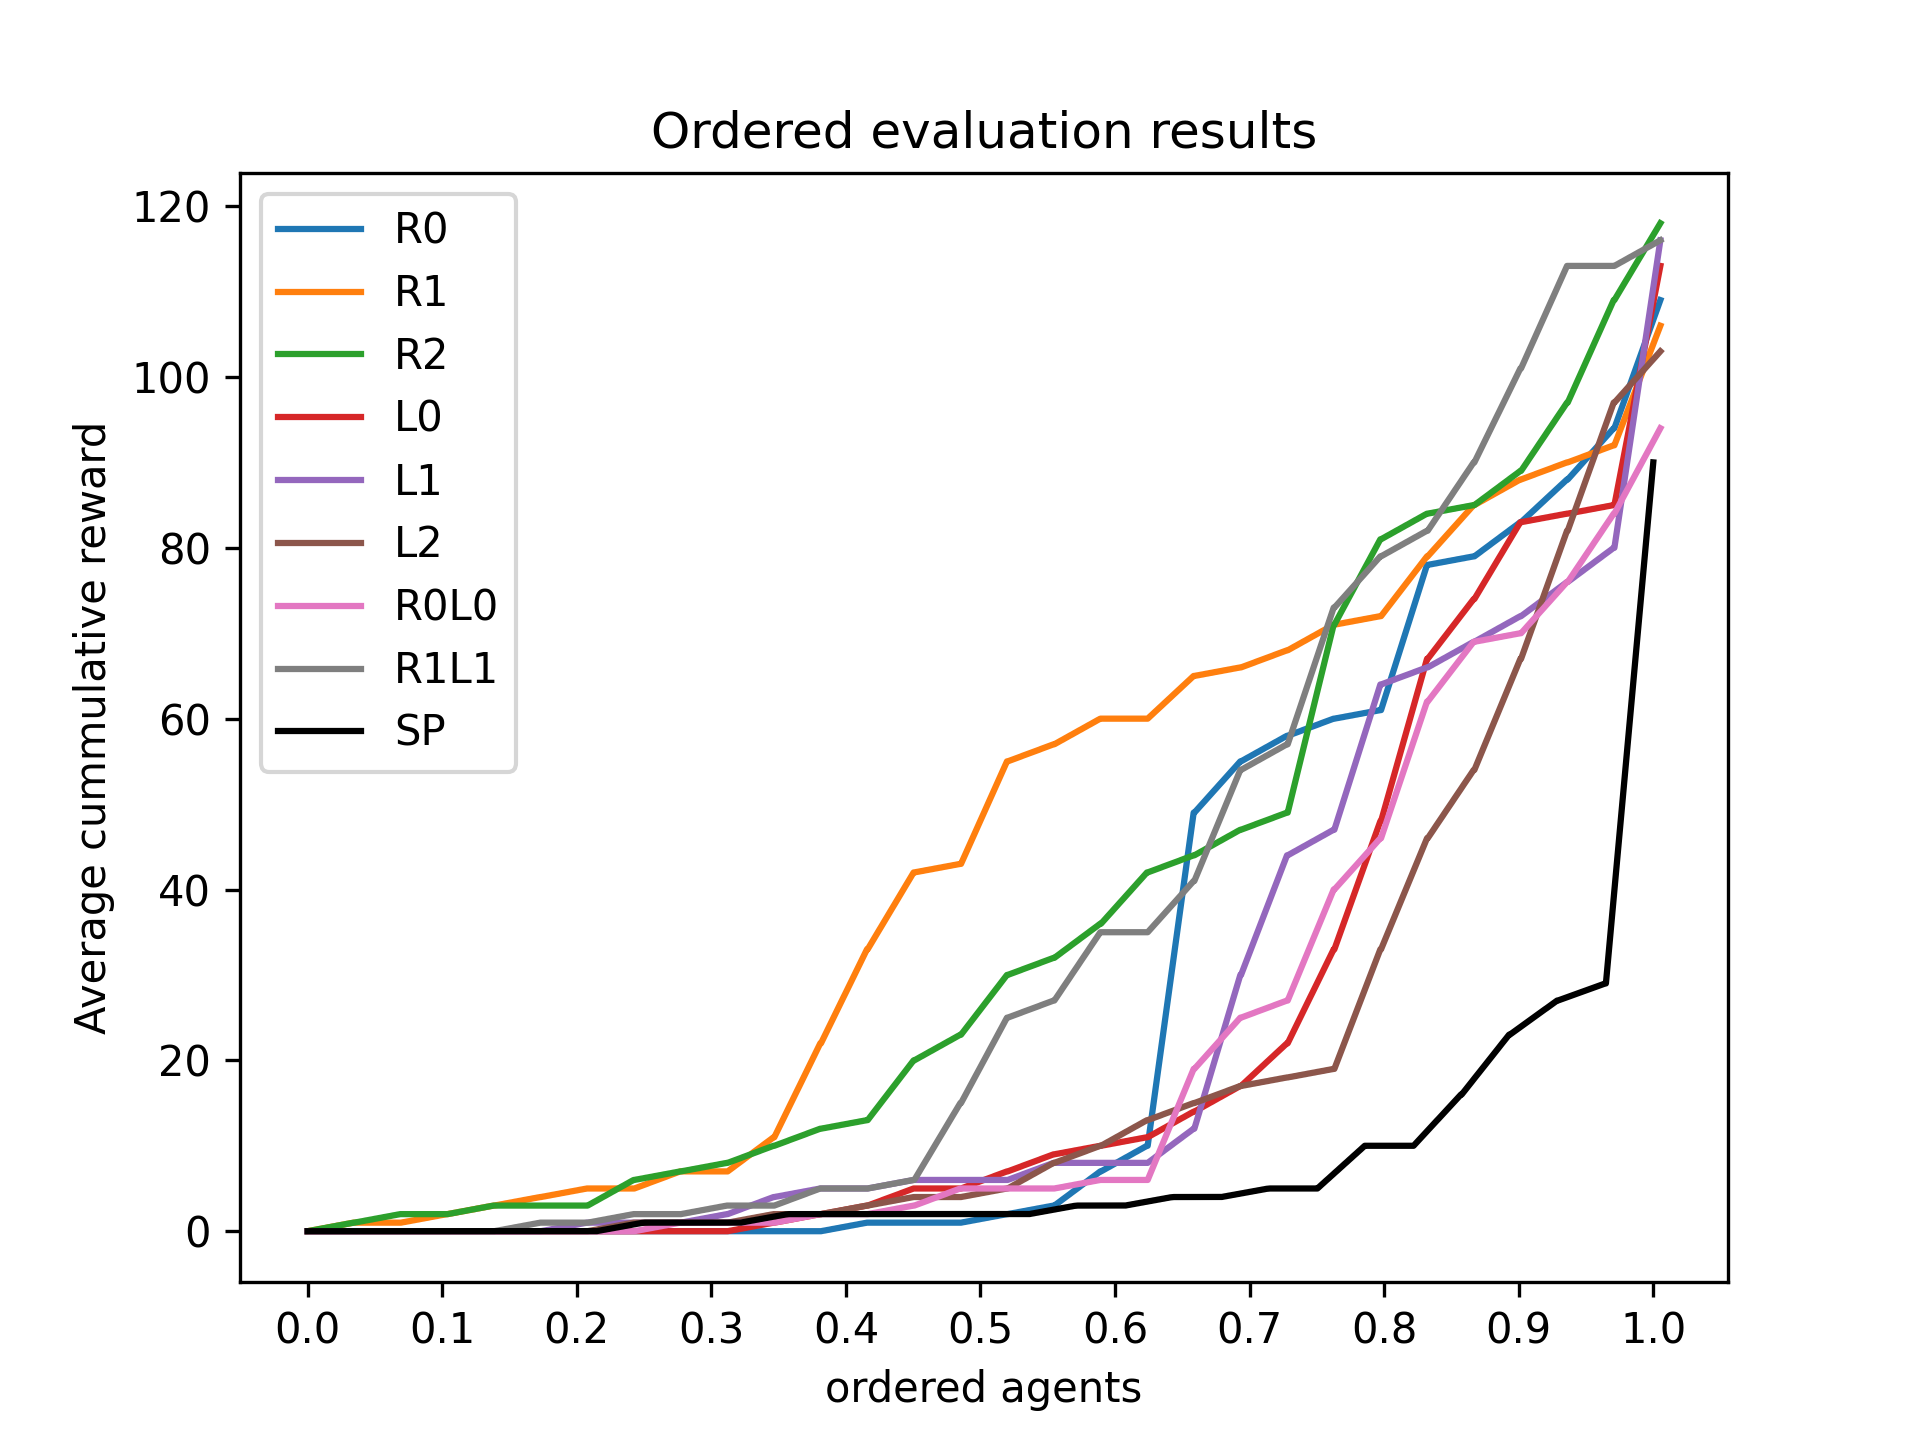 Ordered evaluation results
120
100
80
60
40
20
0
Average cummulative reward
R0
R1
R2
L0
L1
L2
R0L0
R1L1
SP
0.0 0.1 0.2 0.3 0.4 0.5 0.6 0.7 0.8 0.9 1.0
ordered agents